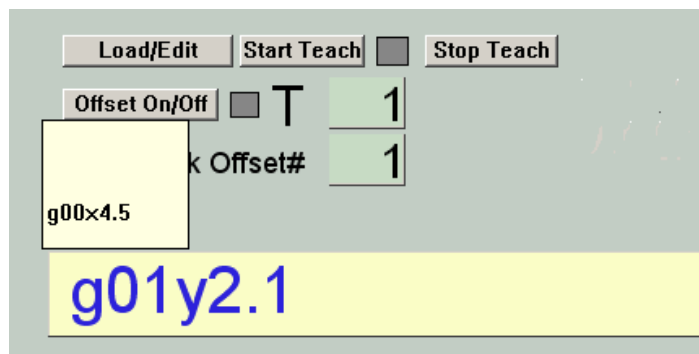 Load/Edit Start Teach Stop Teach
Offset On/Off T 1
k Offset# 1
g00x4.5
g01y2.1